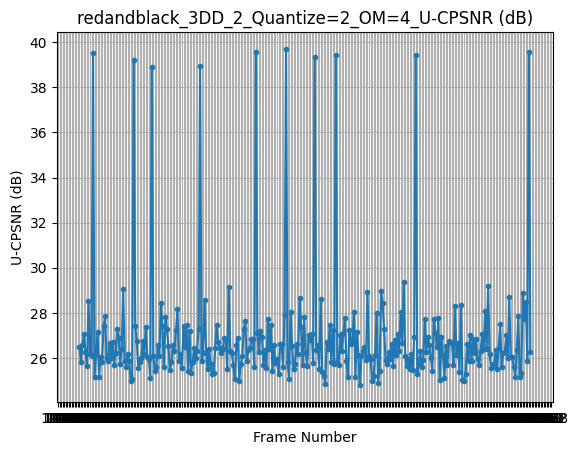 redandblack_3DD_2_Quantize=2_OM=4_U-CPSNR (dB)
40
38
36
34
32
30
28
26
U-CPSNR (dB)
Frame Number